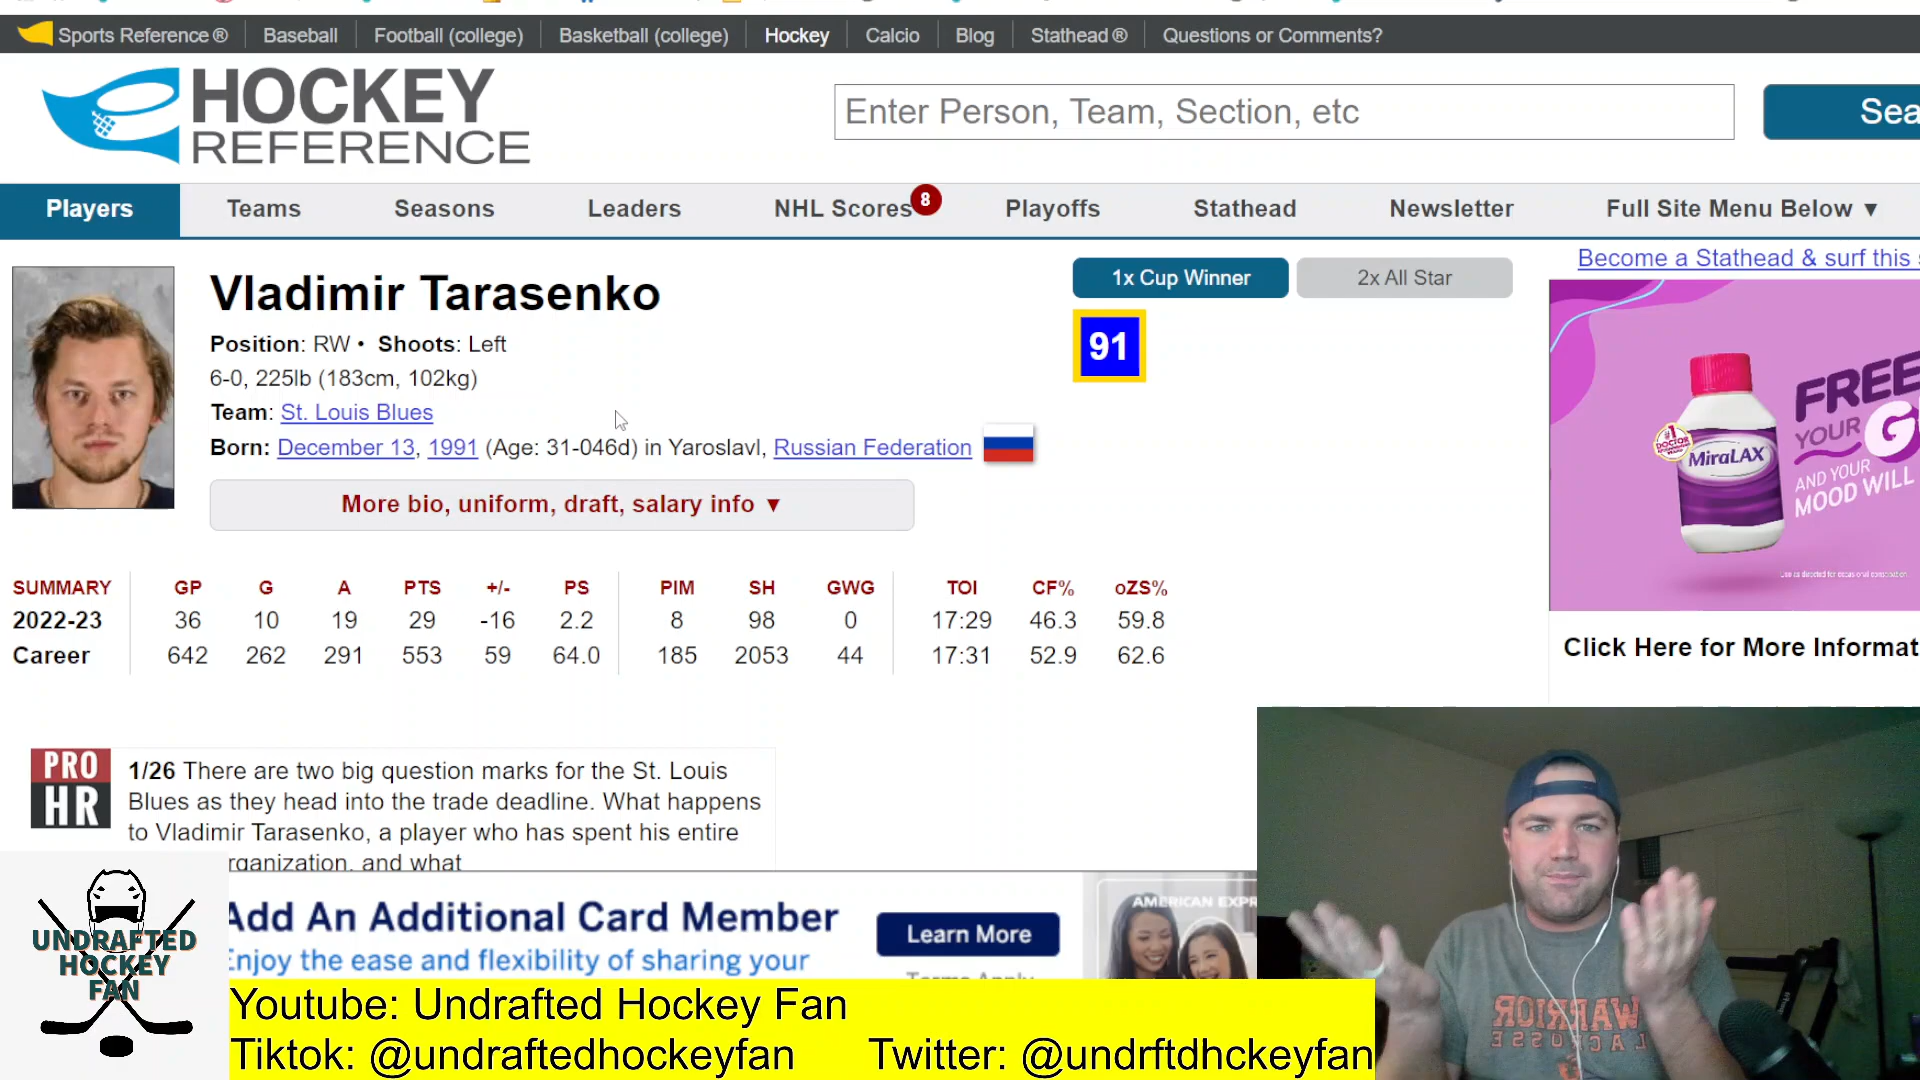 Sports Reference ® Baseball Football (college) Basketball (college) Hockey Calcio Blog Stathead ® Questions or Comments?
HOCKEY
REFERENCE
Enter Person, Team, Section, etc
Players Teams Seasons Leaders NHL Scores 8 Playoffs Stathead Newsletter Full Site Menu Below ▼
Become a Stathead & surf this
Vladimir Tarasenko
1x Cup Winner 2x All Star
91
Position: RW • Shoots: Left
6-0, 225lb (183cm, 102kg)
Team: St. Louis Blues
Born: December 13, 1991 (Age: 31-046d) in Yaroslavl, Russian Federation
More bio, uniform, draft, salary info ▼
FREE
YOUR G
AND YOUR
MOOD WILL
#1
DOCTOR
MiraLAX
SUMMARY GP G A PTS +/- PS PIM SH GWG TOI CF% oZS%
2022-23 36 10 19 29 -16 2.2 8 98 0 17:29 46.3 59.8
Career 642 262 291 553 59 64.0 185 2053 44 17:31 52.9 62.6
Click Here for More Informat
PRO
HR
1/26 There are two big question marks for the St. Louis
Blues as they head into the trade deadline. What happens
to Vladimir Tarasenko, a player who has spent his entire
rganization, and what
UNDRAFTED
HOCKEY
FAN
Add An Additional Card Member
Enjoy the ease and flexibility of sharing your
Learn More
Terms Apply
AMERICAN EXPR
Youtube: Undrafted Hockey Fan
Tiktok: @undraftedhockeyfan Twitter: @undrftdhckeyfan
WARRIOR
LACROSSE